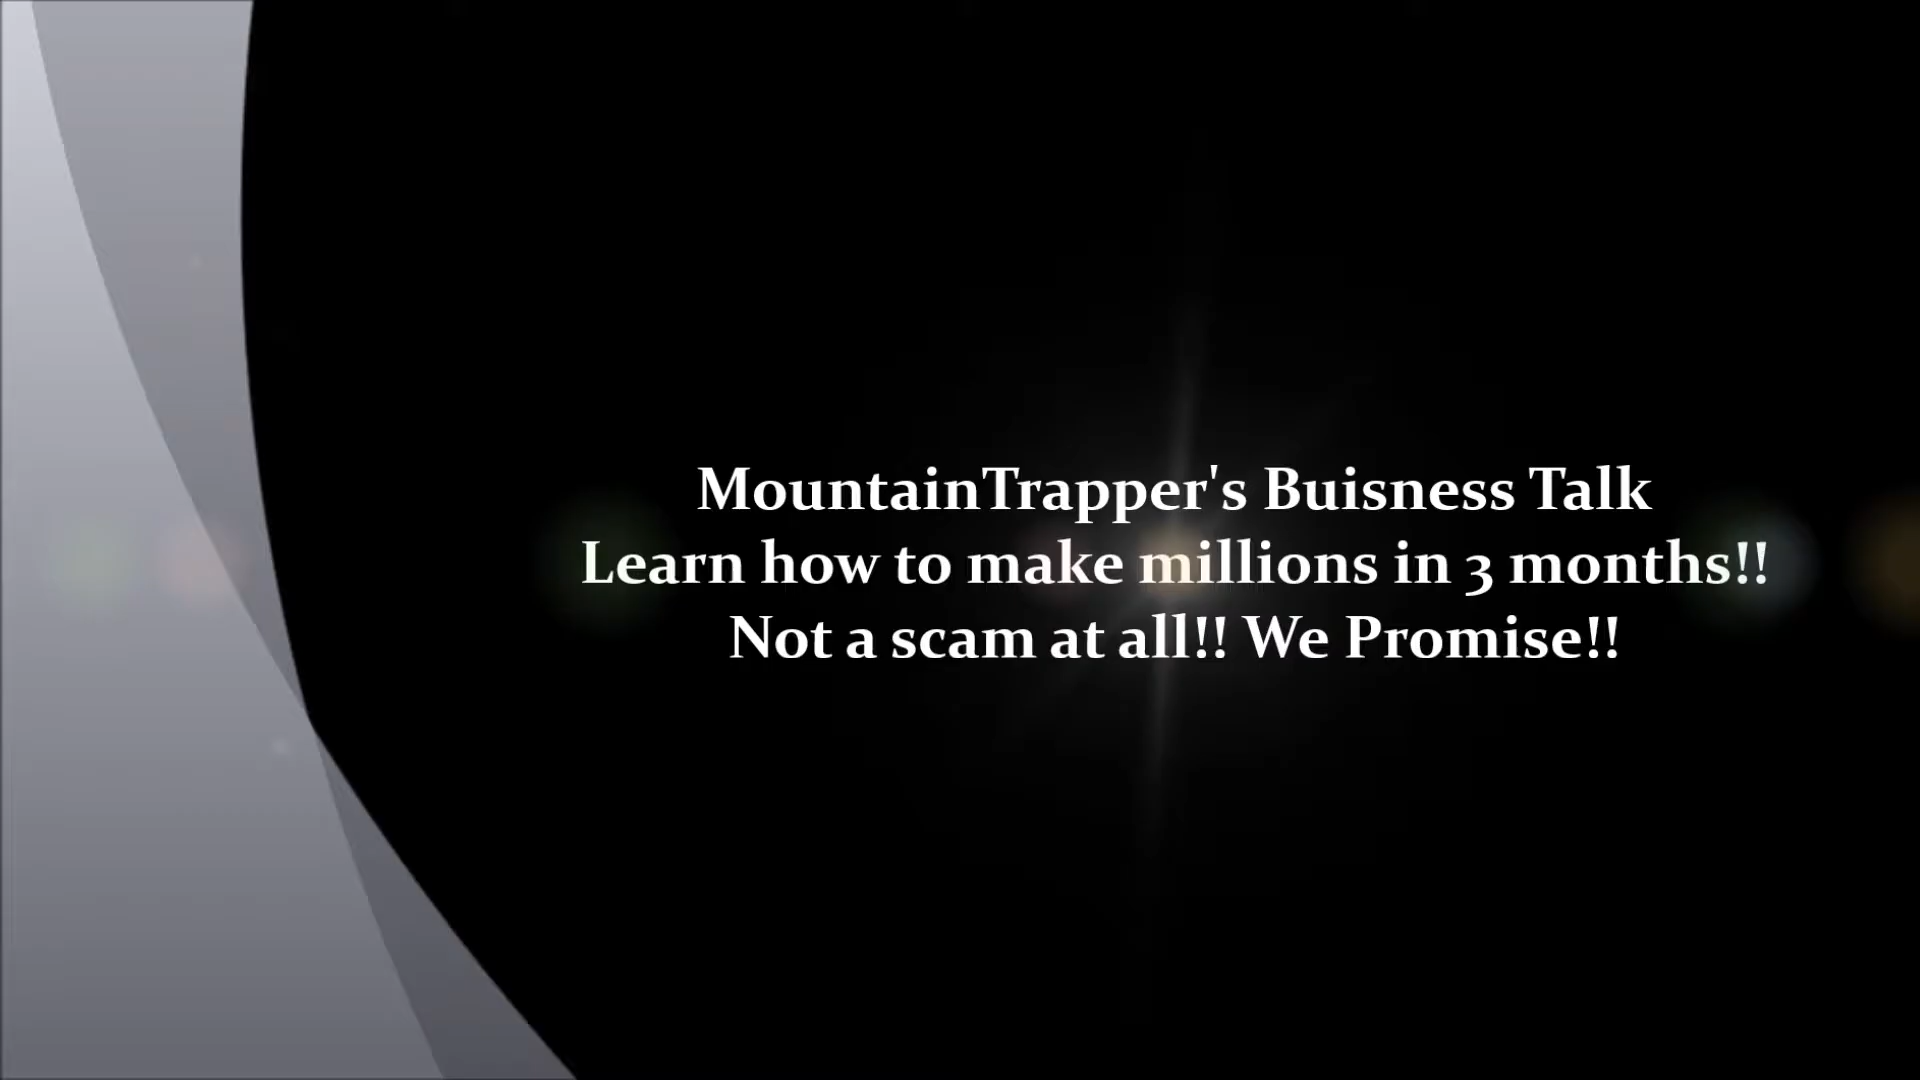 MountainTrapper's Buisness Talk
Learn how to make millions in 3 months!!
Not a scam at all!! We Promise!!